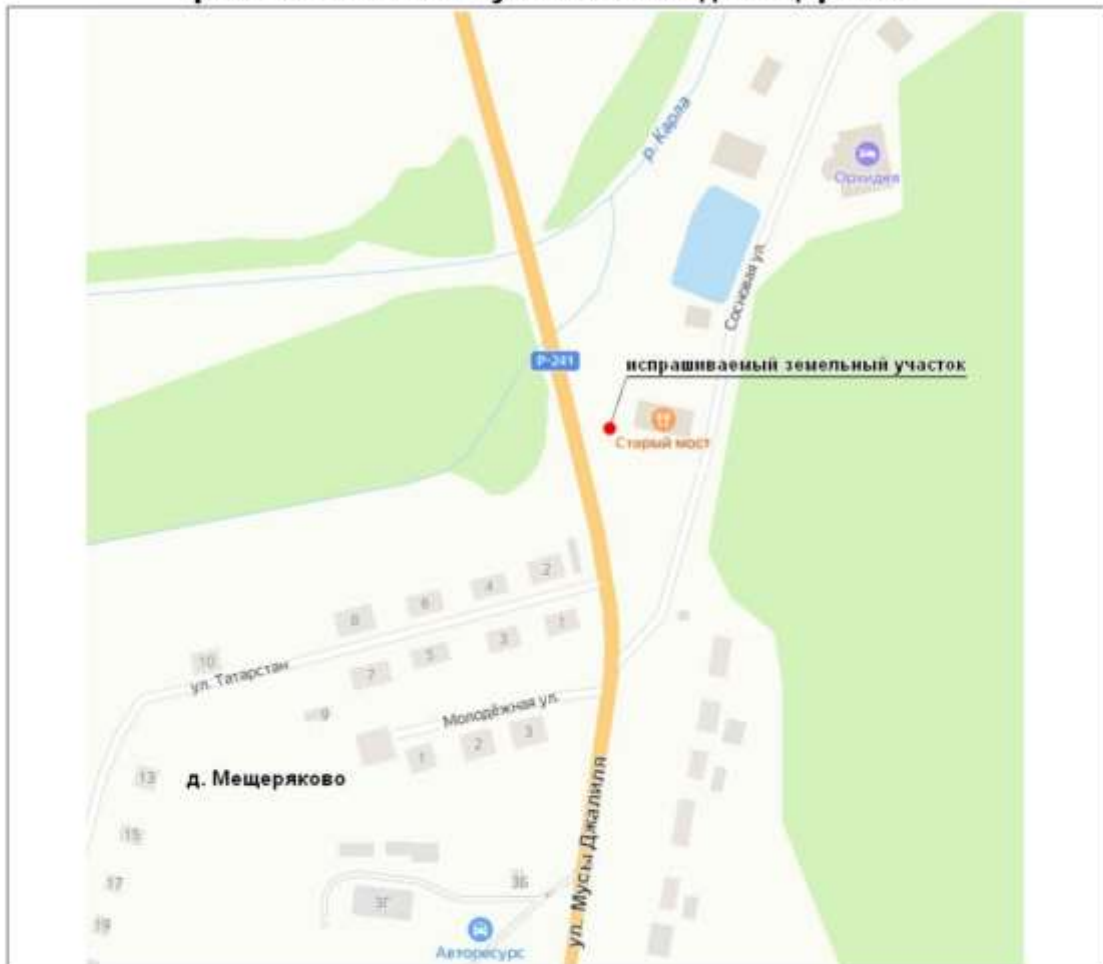 р. Карла
Орхидея
Сосновая ул.
Р-241
испрашиваемый земельный участок
Старый мост
2
4
6
8
1
3
5
7
10
ул. Татарстан
9
Молодёжная ул.
3
2
1
13
д. Мещеряково
15
ул. Мусы Джалиля
17
3Б
3Г
19
Авторесурс